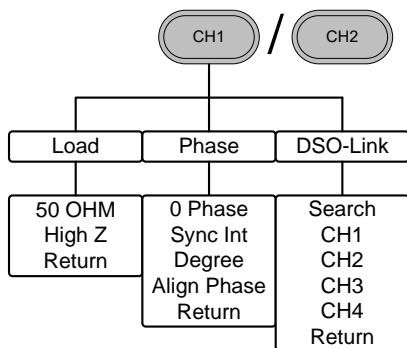 CH1 / CH2
Load Phase DSO-Link
50 OHM
High Z
Return
0 Phase
Sync Int
Degree
Align Phase
Return
Search
CH1
CH2
CH3
CH4
Return